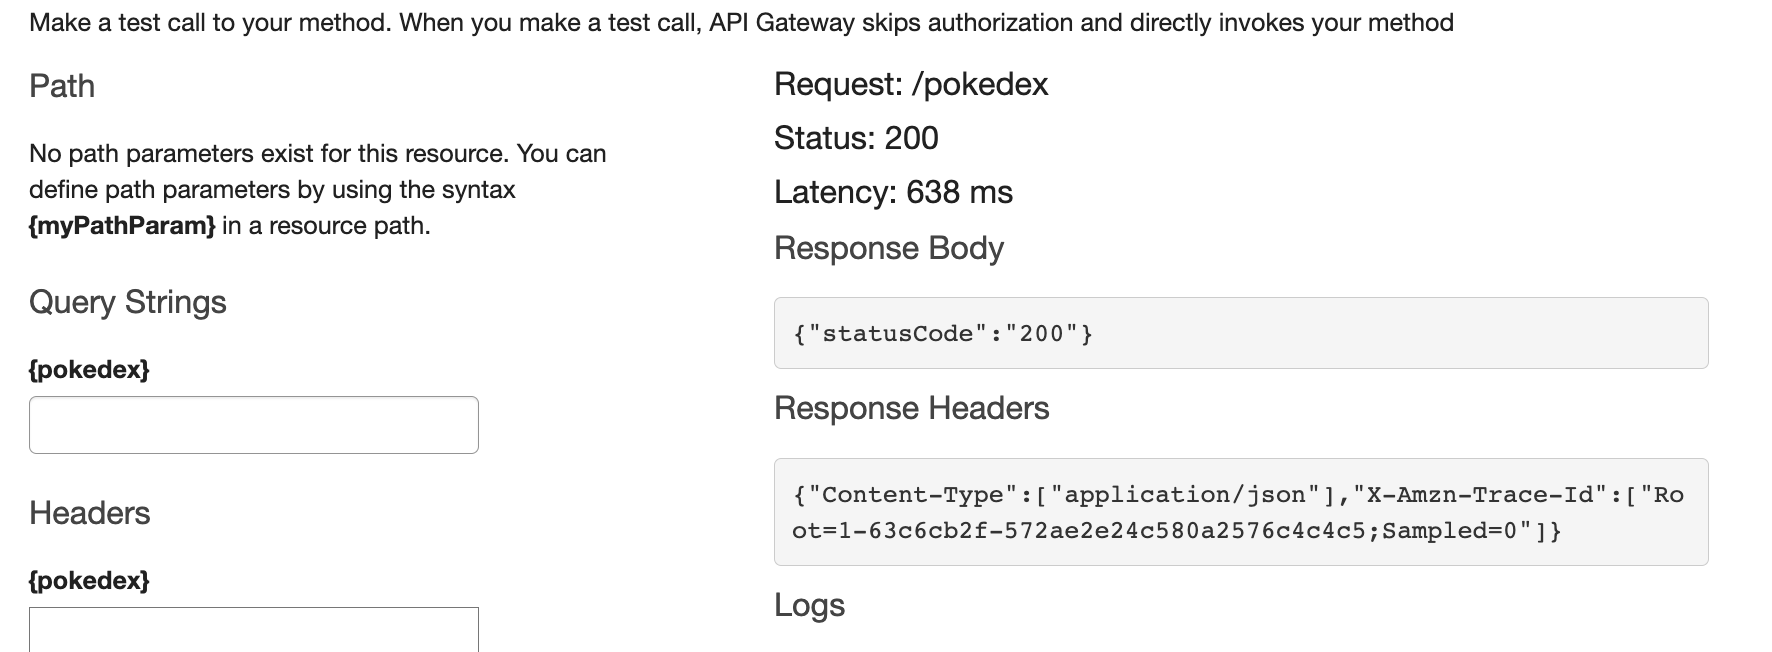 Make a test call to your method. When you make a test call, API Gateway skips authorization and directly invokes your method
Path
No path parameters exist for this resource. You can
define path parameters by using the syntax
{myPathParam} in a resource path.
Query Strings
{pokedex}
Headers
{pokedex}
Request: /pokedex
Status: 200
Latency: 638 ms
Response Body
{"statusCode":"200"}
Response Headers
{"Content-Type":["application/json"],"X-Amzn-Trace-Id":["Ro
ot=1-63c6cb2f-572ae2e24c580a2576c4c4c5;Sampled=0"]}
Logs